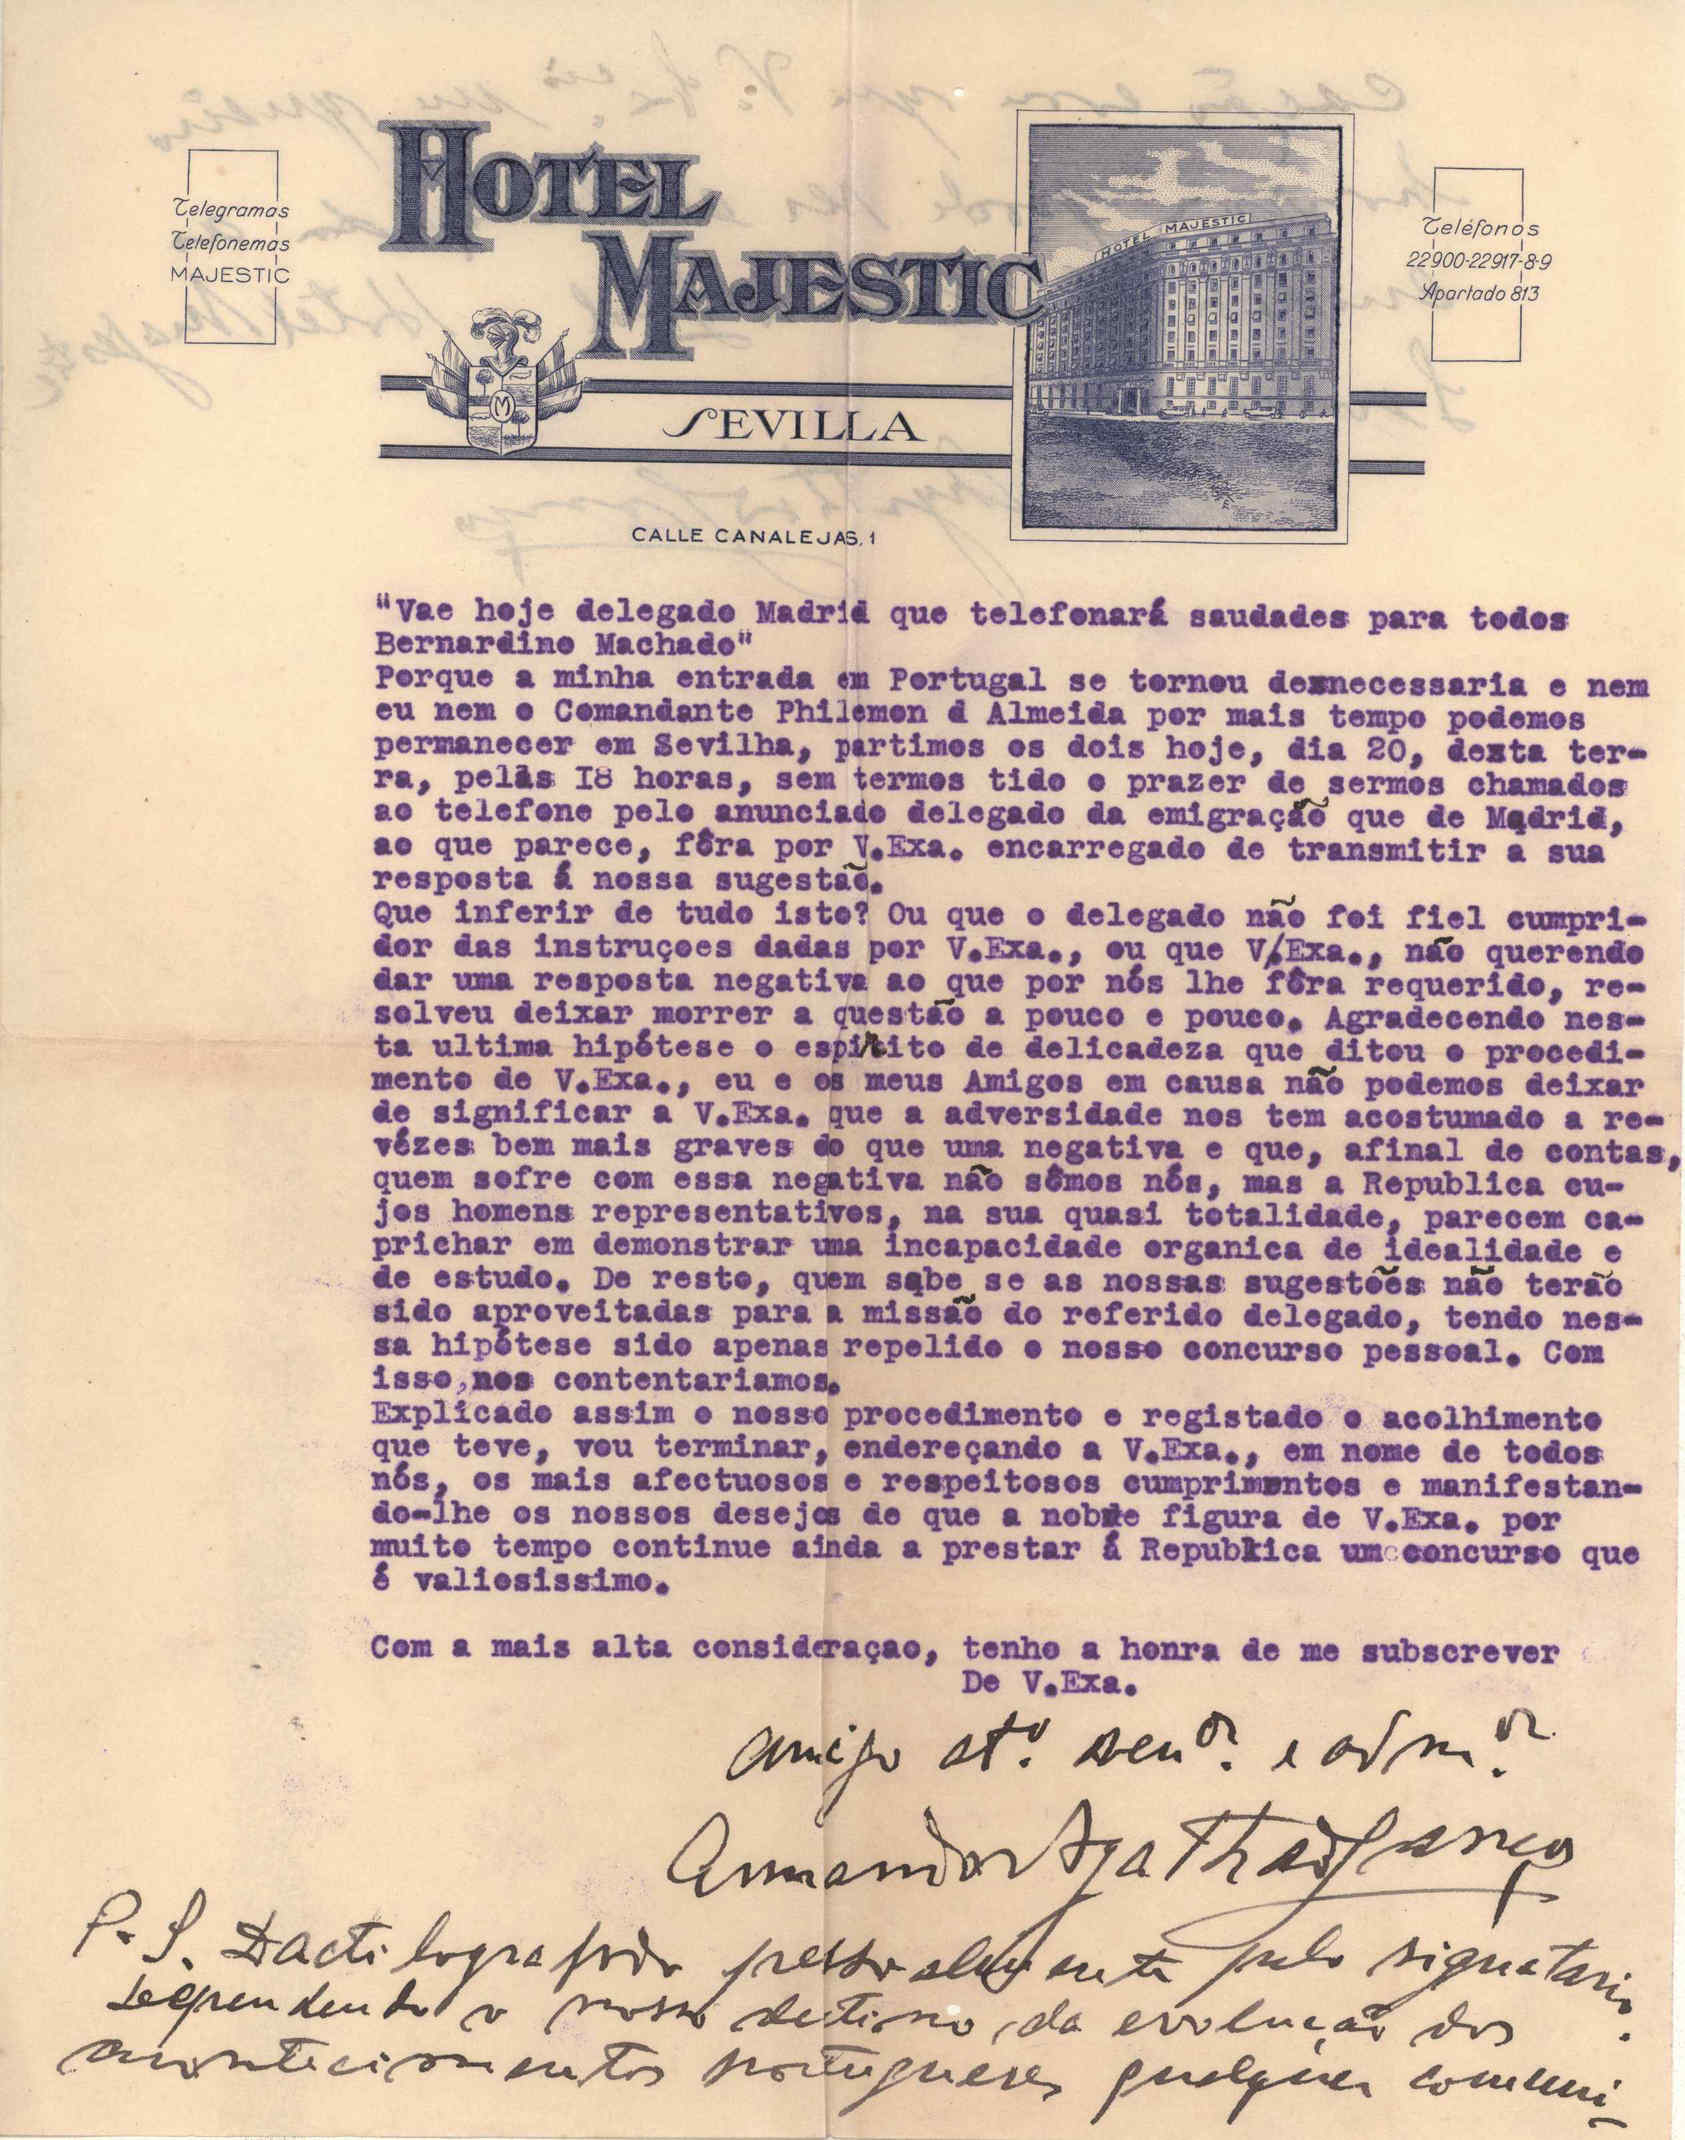 Telegramas
Telefonemas
MAJESTIC
HOTEL
MAJESTIC
HOTEL MAJESTIC
Teléfonos
22900-22917-8-9
Apartado 813
M
SEVILLA
CALLE CANALEJAS, 1
"Vae hoje delegado Madrid que telefonará saudades para todos
Bernardino Machado"
Porque a minha entrada em Portugal se tornou desnecessaria e nem
eu nem o Comandante Philemon d Almeida por mais tempo podemos
permanecer em Sevilha, partimos os dois hoje, dia 20, desta ter-
ra, pelas 18 horas, sem termos tido o prazer de sermos chamados
ao telefone pelo anunciado delegado da emigração que de Madrid,
ao que parece, fôra por V.Exa. encarregado de transmitir a sua
resposta á nossa sugestão.
Que inferir de tudo isto? Ou que o delegado não foi fiel cumpri-
dor das instruçoes dadas por V.Exa., ou que V.Exa., não querendo
dar uma resposta negativa ao que por nós lhe fôra requerido, re-
solveu deixar morrer a questão a pouco e pouco. Agradecendo nes-
ta ultima hipótese o espirito de delicadeza que ditou o procedi-
mento de V.Exa., eu e os meus Amigos em causa não podemos deixar
de significar a V.Exa. que a adversidade nos tem acostumado a re-
vézes bem mais graves do que uma negativa e que, afinal de contas,
quem sofre com essa negativa não sômos nós, mas a Republica cu-
jos homens representativos, na sua quasi totalidade, parecem ca-
prichar em demonstrar uma incapacidade organica de idealidade e
de estudo. De resto, quem sabe se as nossas sugestões não terão
sido aproveitadas para a missão do referido delegado, tendo nes-
sa hipótese sido apenas repelido o nosso concurso pessoal. Com
isso, nos contentariamos.
Explicado assim o nosso procedimento e registado o acolhimento
que teve, vou terminar, endereçando a V.Exa., em nome de todos
nós, os mais afectuosos e respeitosos cumprimentos e manifestan-
do-lhe os nossos desejos de que a nobre figura de V.Exa. por
muito tempo continue ainda a prestar á Republica um concurso que
é valiosissimo.
Com a mais alta consideraçao, tenho a honra de me subscrever
De V.Exa.
amigo atº. venºr. e admºr.
Armando Agatão Lança
P.S. Dactilografado pessoalmente pelo signatario.
Dependendo o nosso destino, da evolução dos
acontecimentos portugueses, qualquer comuni-